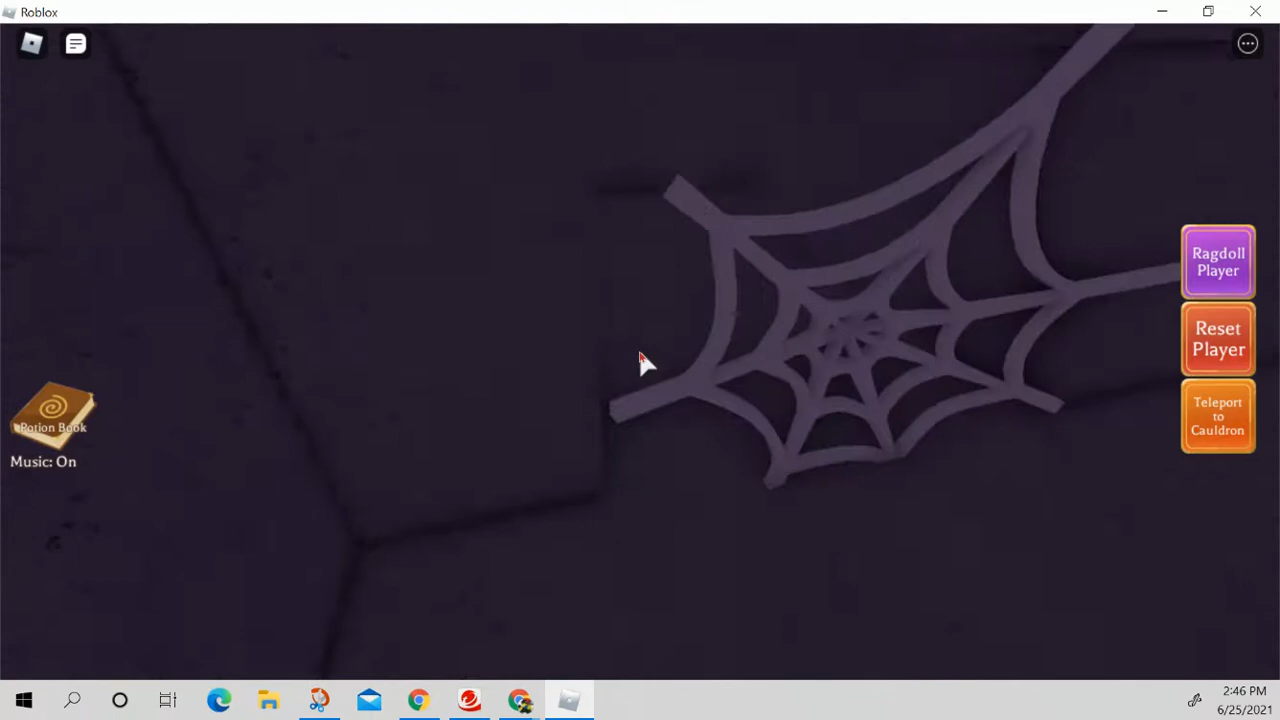 Roblox
Ragdoll
Player
Reset
Player
Teleport
to
Cauldron
Potion Book
Music: On
2:46 PM
6/25/2021